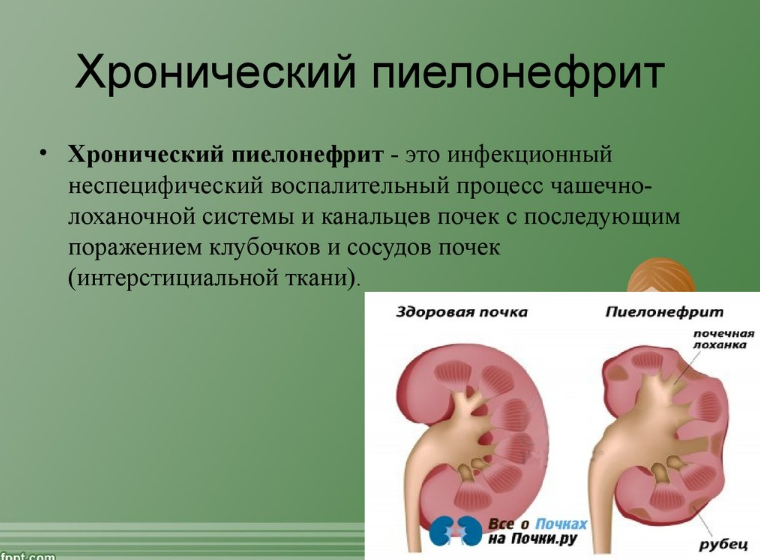 Хронический пиелонефрит
• Хронический пиелонефрит - это инфекционный
неспецифический воспалительный процесс чашечно-
лоханочной системы и канальцев почек с последующим
поражением клубочков и сосудов почек
(интерстициальной ткани).
Здоровая почка
Пиелонефрит
почечная
лоханка
Все о Почках
на Почки.ру
рубец
fppt.com